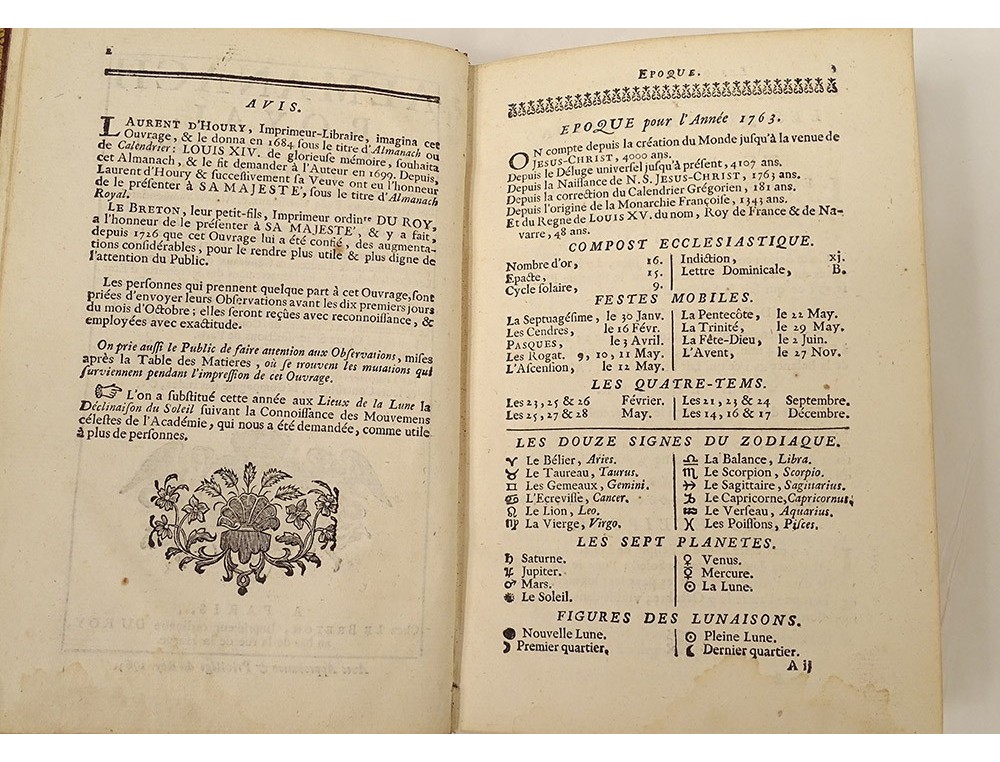 2
AVIS.
LAURENT D'HOURY, Imprimeur-Libraire, imagina cet
Ouvrage, & le donna en 1684 sous le titre d'Almanach ou
de Calendrier: LOUIS XIV. de glorieuse mémoire, souhaita
cet Almanach, & le fit demander à l'Auteur en 1699. Depuis,
Laurent d'Houry & successivement sa Veuve ont eu l'honneur
de le présenter à SA MAJESTE', sous le titre d'Almanach
Royal.
LE BRETON, leur petit-fils, Imprimeur ordinre DU ROY,
a l'honneur de le présenter à SA MAJESTE', & y a fait,
depuis 1726 que cet Ouvrage lui a été confié, des augmenta-
tions considérables, pour le rendre plus utile & plus digne de
l'attention du Public.
Les personnes qui prennent quelque part à cet Ouvrage, sont
priées d'envoyer leurs Observations avant les dix premiers jours
du mois d'Octobre; elles seront reçûes avec reconnoissance, &
employées avec exactitude.
On prie aussi le Public de faire attention aux Observations, mises
après la Table des Matieres, où se trouvent les mutations qui
surviennent pendant l'impression de cet Ouvrage.
☞ L'on a substitué cette année aux Lieux de la Lune la
Déclinaison du Soleil suivant la Connoissance des Mouvemens
célestes de l'Académie, qui nous a été demandée, comme utile
à plus de personnes.
EPOQUE. 3
EPOQUE pour l'Année 1763.
ON compte depuis la création du Monde jusqu'à la venue de
JESUS-CHRIST, 4000 ans.
Depuis le Déluge universel jusqu'à présent, 4107 ans.
Depuis la Naissance de N. S. JESUS-CHRIST, 1763 ans.
Depuis la correction du Calendrier Grégorien, 181 ans.
Depuis l'origine de la Monarchie Françoise, 1343 ans.
Et du Regne de LOUIS XV. du nom, Roy de France & de Na-
varre, 48 ans.
COMPOST ECCLESIASTIQUE.
Nombre d'or, 16.
Epacte, 15.
Cycle solaire, 9.
Indiction, xj.
Lettre Dominicale, B.
FESTES MOBILES.
La Septuagésime, le 30 Janv.
Les Cendres, le 16 Févr.
PASQUES, le 3 Avril.
Les Rogat. 9, 10, 11 May.
L'Ascension, le 12 May.
La Pentecôte, le 22 May.
La Trinité, le 29 May.
La Fête-Dieu, le 2 Juin.
L'Avent, le 27 Nov.
LES QUATRE-TEMS.
Les 23, 25 & 26 Février.
Les 25, 27 & 28 May.
Les 21, 23 & 24 Septembre.
Les 14, 16 & 17 Décembre.
LES DOUZE SIGNES DU ZODIAQUE.
♈ Le Bélier, Aries.
♉ Le Taureau, Taurus.
♊ Les Gemeaux, Gemini.
♋ L'Ecrevisse, Cancer.
♌ Le Lion, Leo.
♍ La Vierge, Virgo.
♎ La Balance, Libra.
♏ Le Scorpion, Scorpio.
♐ Le Sagittaire, Sagittarius.
♑ Le Capricorne, Capricornus.
♒ Le Verseau, Aquarius.
♓ Les Poissons, Pisces.
LES SEPT PLANETES.
♄ Saturne.
♃ Jupiter.
♂ Mars.
Le Soleil.
♀ Venus.
☿ Mercure.
☉ La Lune.
FIGURES DES LUNAISONS.
● Nouvelle Lune.
☽ Premier quartier.
☉ Pleine Lune.
☾ Dernier quartier.
A ij